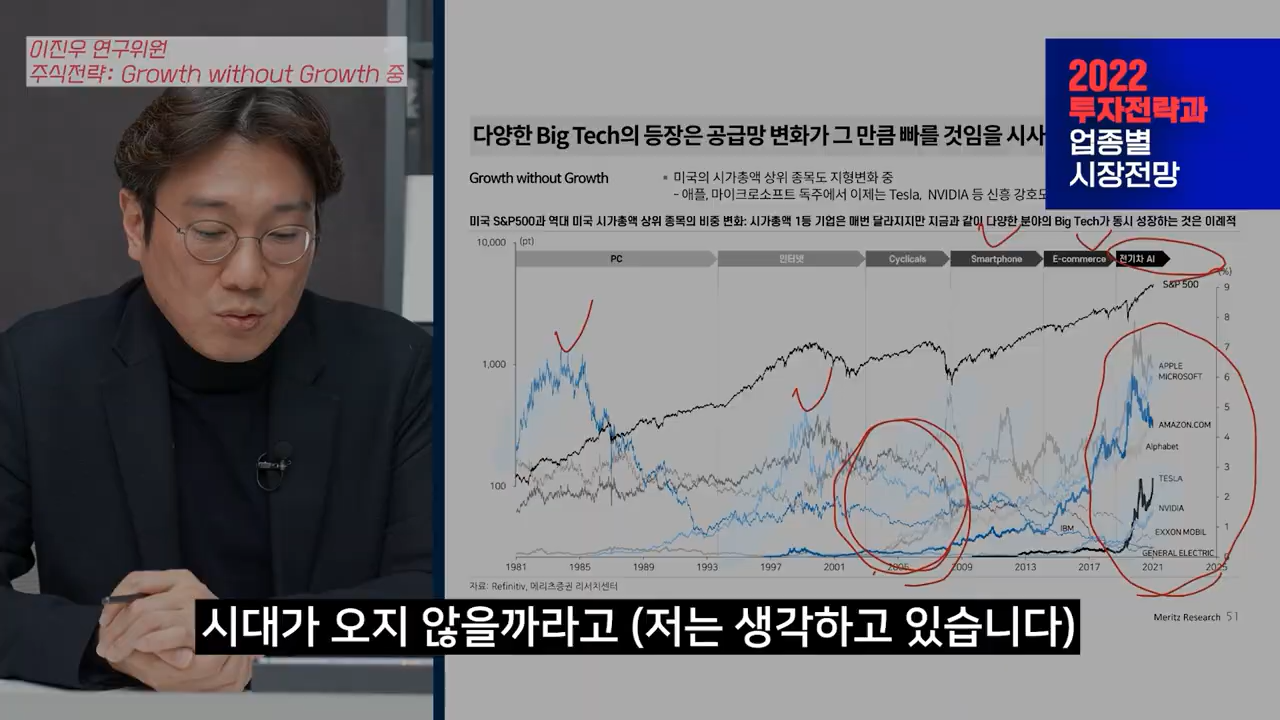 이진우 연구위원
주식전략: Growth without Growth 중
2022
투자전략과
업종별
시장전망
다양한 Big Tech의 등장은 공급망 변화가 그 만큼 빠를 것임을 시사
Growth without Growth
▪ 미국의 시가총액 상위 종목도 지형변화 중
- 애플, 마이크로소프트 독주에서 이제는 Tesla, NVIDIA 등 신흥 강호
미국 S&P500과 역대 미국 시가총액 상위 종목의 비중 변화: 시가총액 1등 기업은 매번 달라지지만 지금과 같이 다양한 분야의 Big Tech가 동시 성장하는 것은 이례적
10,000 (pt)
PC 인터넷 Cyclicals Smartphone E-commerce 전기차 AI
(%)
S&P 500
9
8
7
1,000
APPLE
MICROSOFT
6
5
AMAZON.COM
4
Alphabet
3
100
TESLA
2
NVIDIA
1
IBM
EXXON MOBIL
GENERAL ELECTRIC
0
1981 1985 1989 1993 1997 2001 2005 2009 2013 2017 2021 2025
자료: Refinitiv, 메리츠증권 리서치센터
시대가 오지 않을까라고 (저는 생각하고 있습니다)
Meritz Research 51